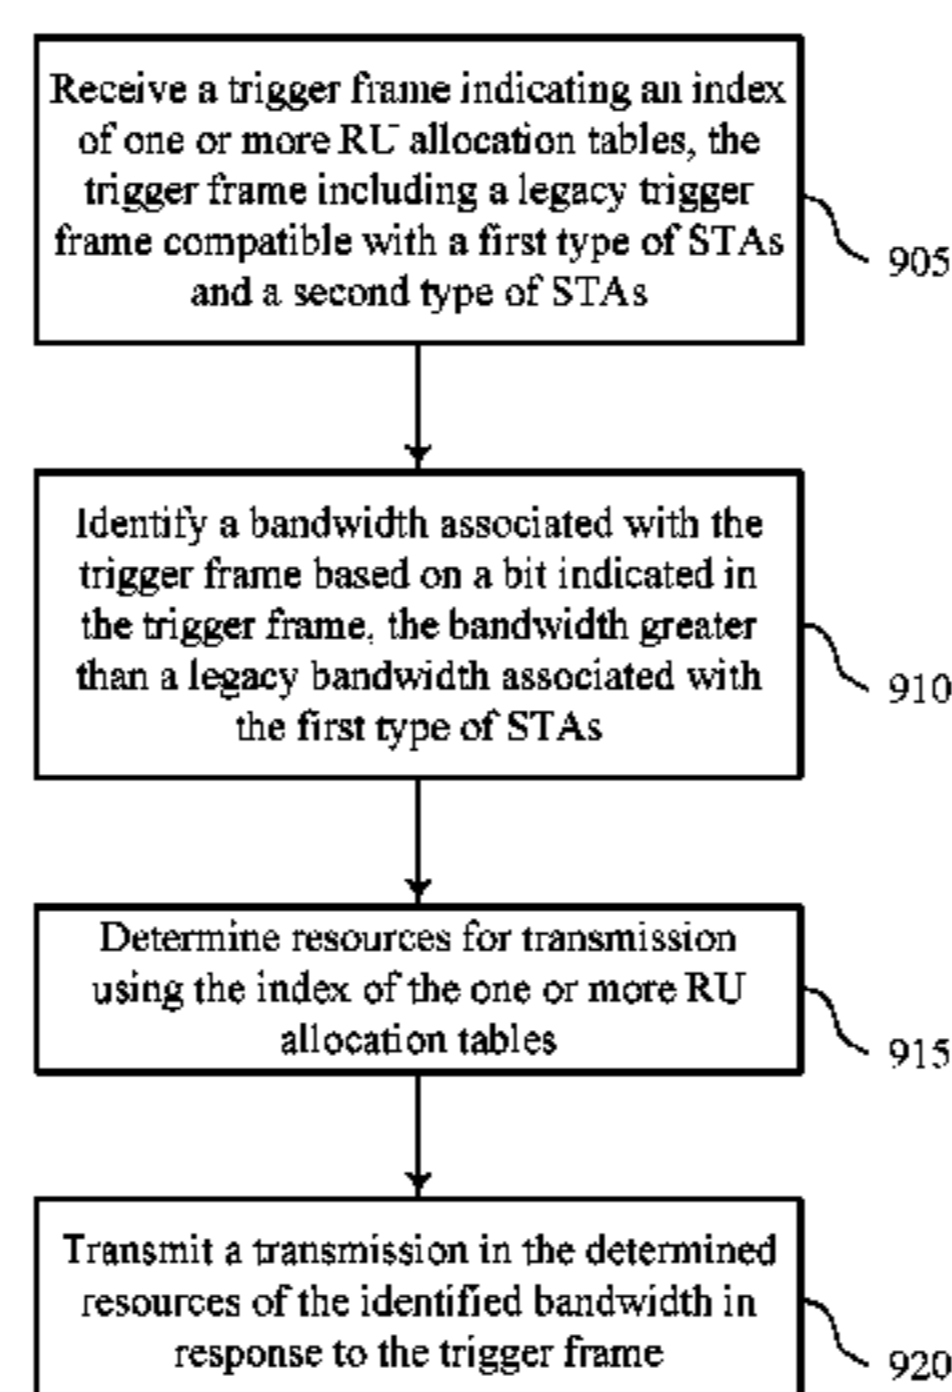 Receive a trigger frame indicating an index
of one or more RU allocation tables, the
trigger frame including a legacy trigger
frame compatible with a first type of STAs
and a second type of STAs
905
Identify a bandwidth associated with the
trigger frame based on a bit indicated in
the trigger frame, the bandwidth greater
than a legacy bandwidth associated with
the first type of STAs
910
Determine resources for transmission
using the index of the one or more RU
allocation tables
915
Transmit a transmission in the determined
resources of the identified bandwidth in
response to the trigger frame
920